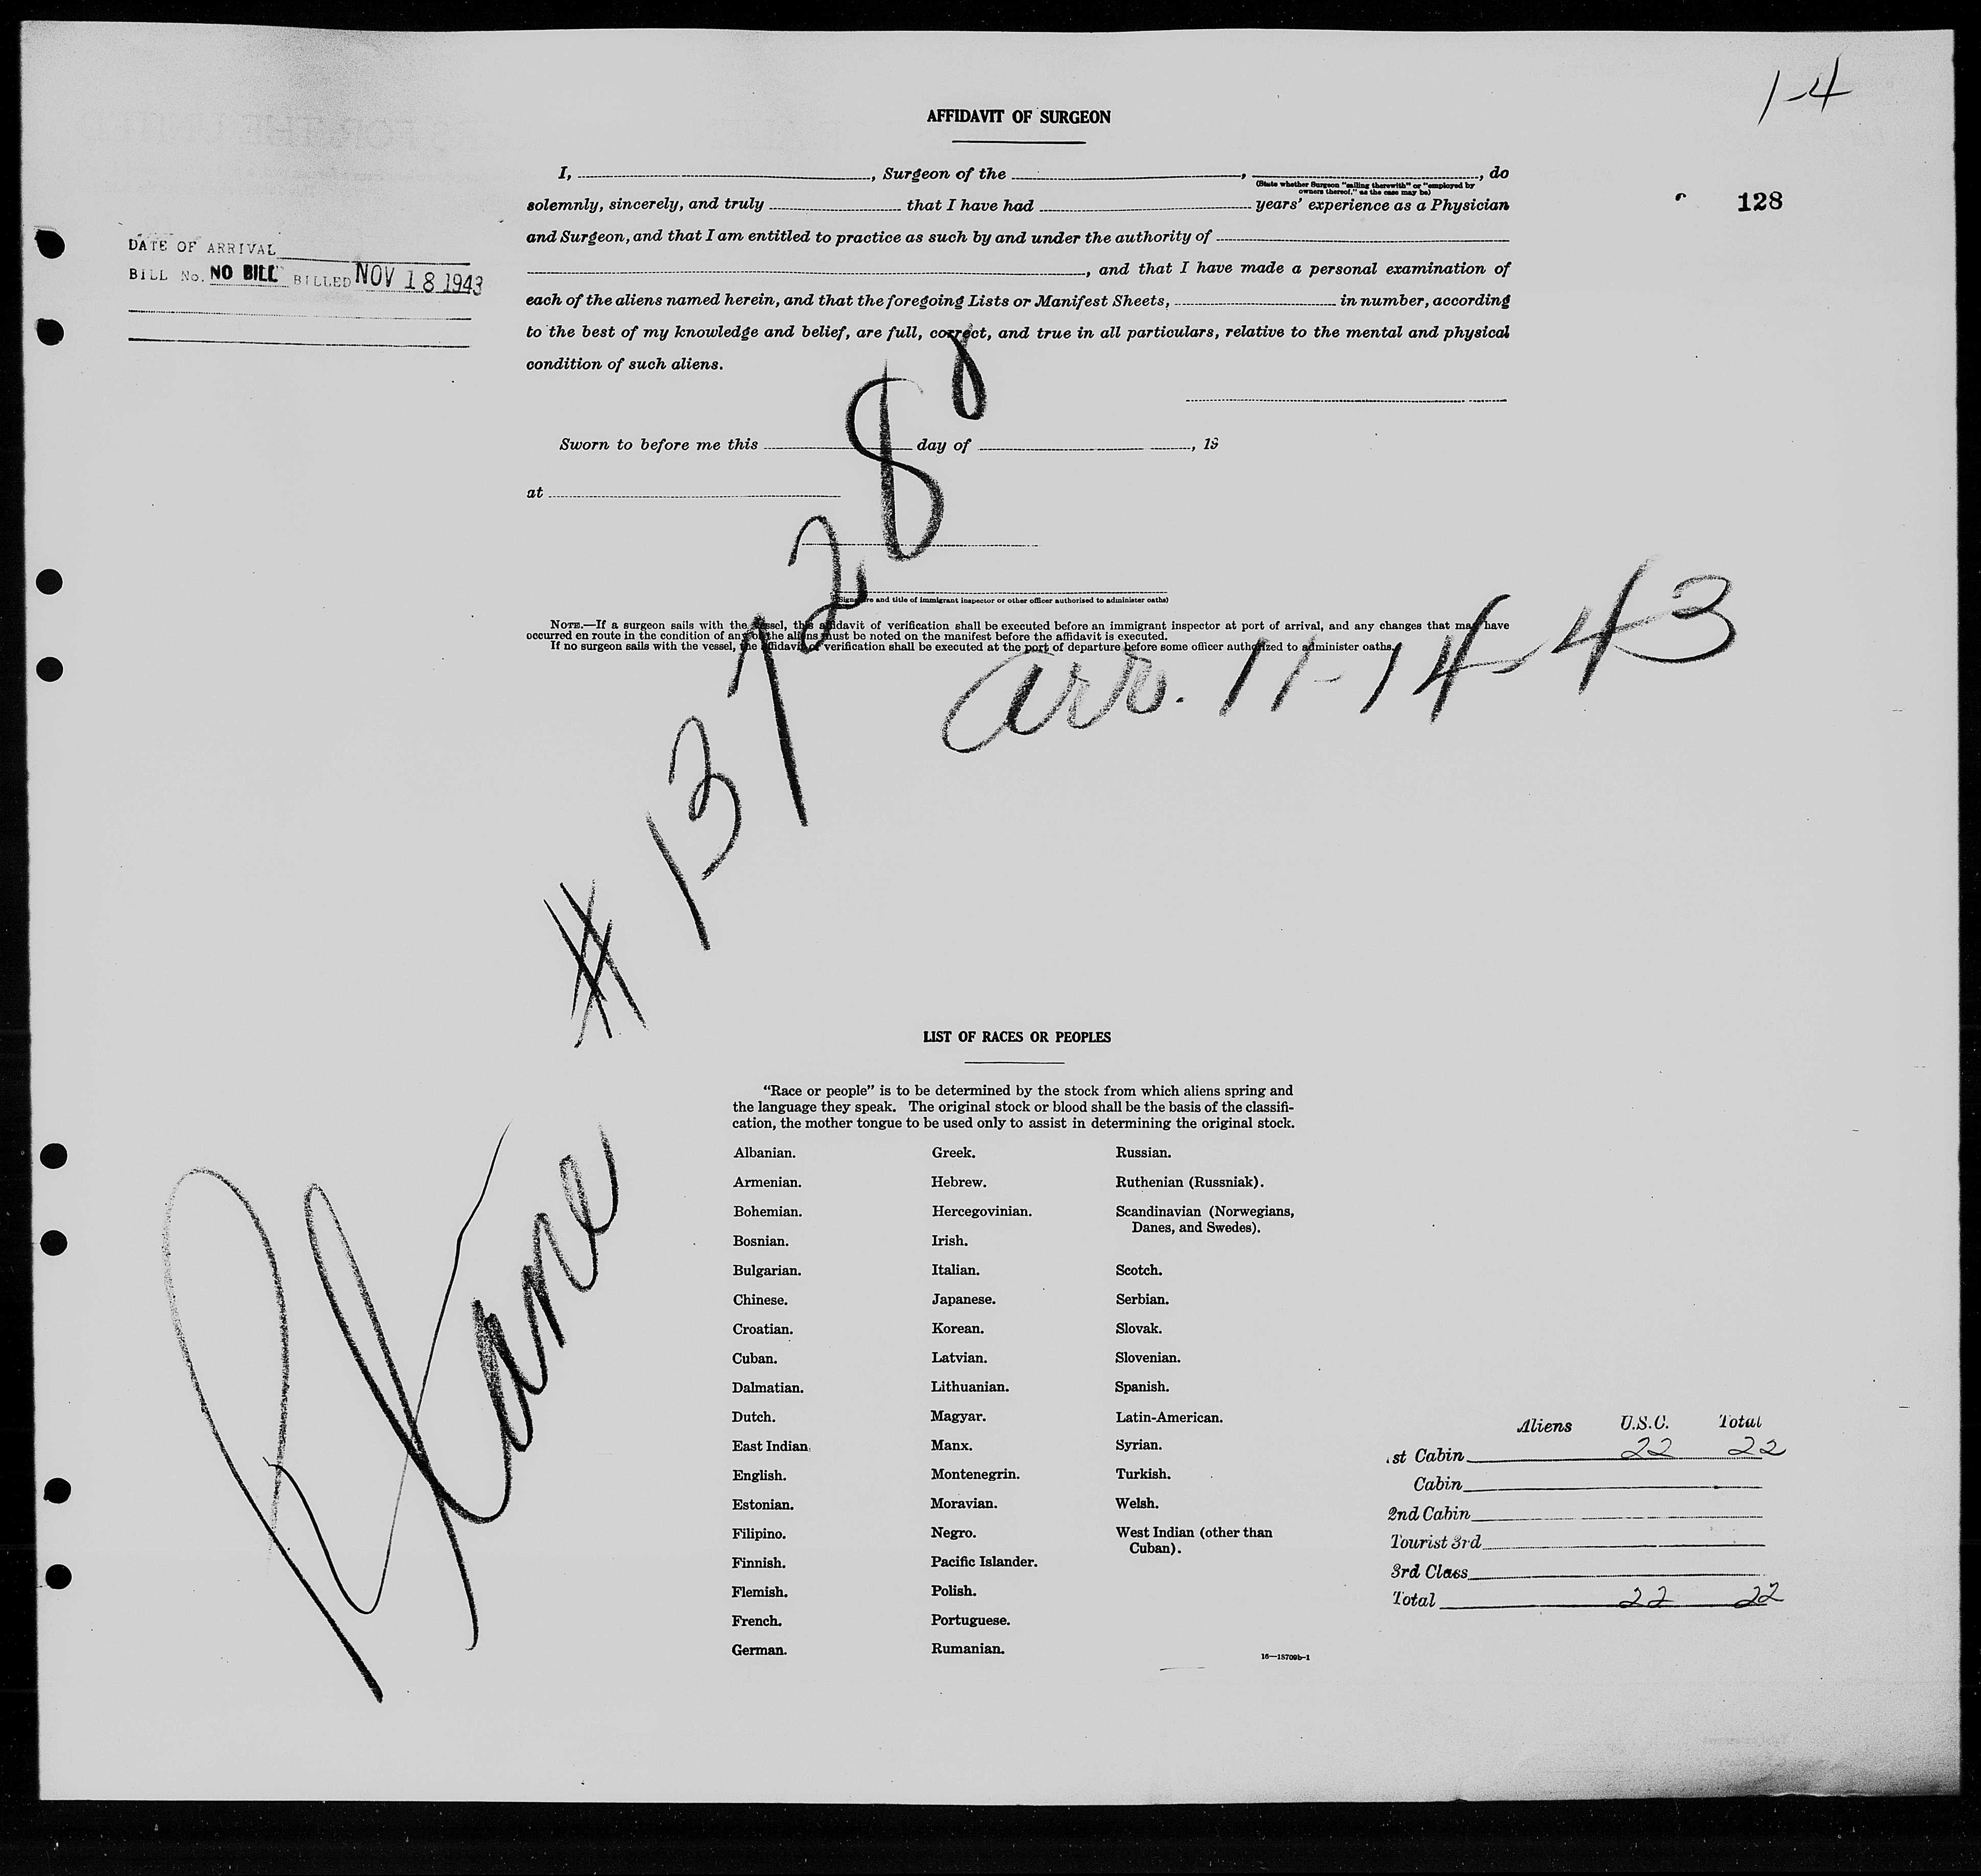 1-4
AFFIDAVIT OF SURGEON
I, , Surgeon of the , , do
(State whether Surgeon "sailing therewith" or "employed by
owners thereof," as the case may be)
128
solemnly, sincerely, and truly that I have had years' experience as a Physician
and Surgeon, and that I am entitled to practice as such by and under the authority of
, and that I have made a personal examination of
each of the aliens named herein, and that the foregoing Lists or Manifest Sheets, in number, according
to the best of my knowledge and belief, are full, correct, and true in all particulars, relative to the mental and physical
condition of such aliens.
DATE OF ARRIVAL
BILL No. NO BILL BILLED NOV 18 1943
Sworn to before me this day of , 19
at
(Signature and title of immigrant inspector or other officer authorized to administer oaths)
NOTE.—If a surgeon sails with the vessel, this affidavit of verification shall be executed before an immigrant inspector at port of arrival, and any changes that may have
occurred en route in the condition of any of the aliens must be noted on the manifest before the affidavit is executed.
If no surgeon sails with the vessel, the affidavit of verification shall be executed at the port of departure before some officer authorized to administer oaths.
arr. 11-14-43
Plane # 13728
LIST OF RACES OR PEOPLES
"Race or people" is to be determined by the stock from which aliens spring and
the language they speak. The original stock or blood shall be the basis of the classifi-
cation, the mother tongue to be used only to assist in determining the original stock.
Albanian.
Armenian.
Bohemian.
Bosnian.
Bulgarian.
Chinese.
Croatian.
Cuban.
Dalmatian.
Dutch.
East Indian.
English.
Estonian.
Filipino.
Finnish.
Flemish.
French.
German.
Greek.
Hebrew.
Hercegovinian.
Irish.
Italian.
Japanese.
Korean.
Latvian.
Lithuanian.
Magyar.
Manx.
Montenegrin.
Moravian.
Negro.
Pacific Islander.
Polish.
Portuguese.
Rumanian.
Russian.
Ruthenian (Russniak).
Scandinavian (Norwegians,
Danes, and Swedes).
Scotch.
Serbian.
Slovak.
Slovenian.
Spanish.
Latin-American.
Syrian.
Turkish.
Welsh.
West Indian (other than
Cuban).
16—18709b-1
Aliens U.S.C. Total
1st Cabin 22 22
Cabin
2nd Cabin
Tourist 3rd
3rd Class
Total 22 22